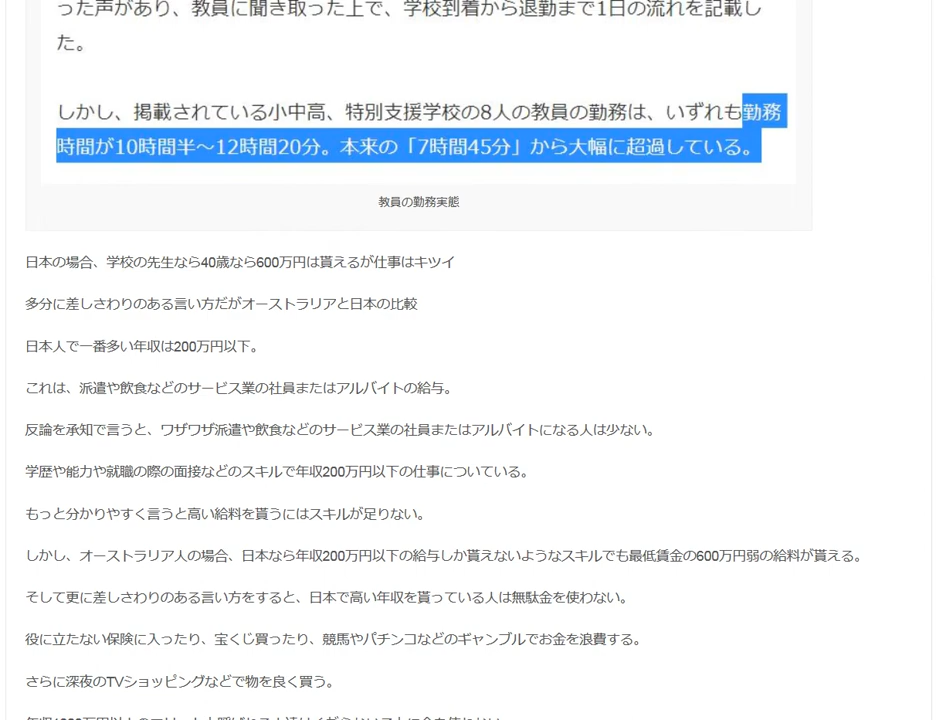 った声があり、教員に聞き取った上で、学校到着から退勤まで1日の流れを記載し
た。
しかし、掲載されている小中高、特別支援学校の8人の教員の勤務は、いずれも勤務
時間が10時間半～12時間20分。本来の「7時間45分」から大幅に超過している。
教員の勤務実態
日本の場合、学校の先生なら40歳なら600万円は貰えるが仕事はキツイ
多分に差しさわりのある言い方だがオーストラリアと日本の比較
日本人で一番多い年収は200万円以下。
これは、派遣や飲食などのサービス業の社員またはアルバイトの給与。
反論を承知で言うと、ワザワザ派遣や飲食などのサービス業の社員またはアルバイトになる人は少ない。
学歴や能力や就職の際の面接などのスキルで年収200万円以下の仕事についている。
もっと分かりやすく言うと高い給料を貰うにはスキルが足りない。
しかし、オーストラリア人の場合、日本なら年収200万円以下の給与しか貰えないようなスキルでも最低賃金の600万円弱の給料が貰える。
そして更に差しさわりのある言い方をすると、日本で高い年収を貰っている人は無駄金を使わない。
役に立たない保険に入ったり、宝くじ買ったり、競馬やパチンコなどのギャンブルでお金を浪費する。
さらに深夜のTVショッピングなどで物を良く買う。